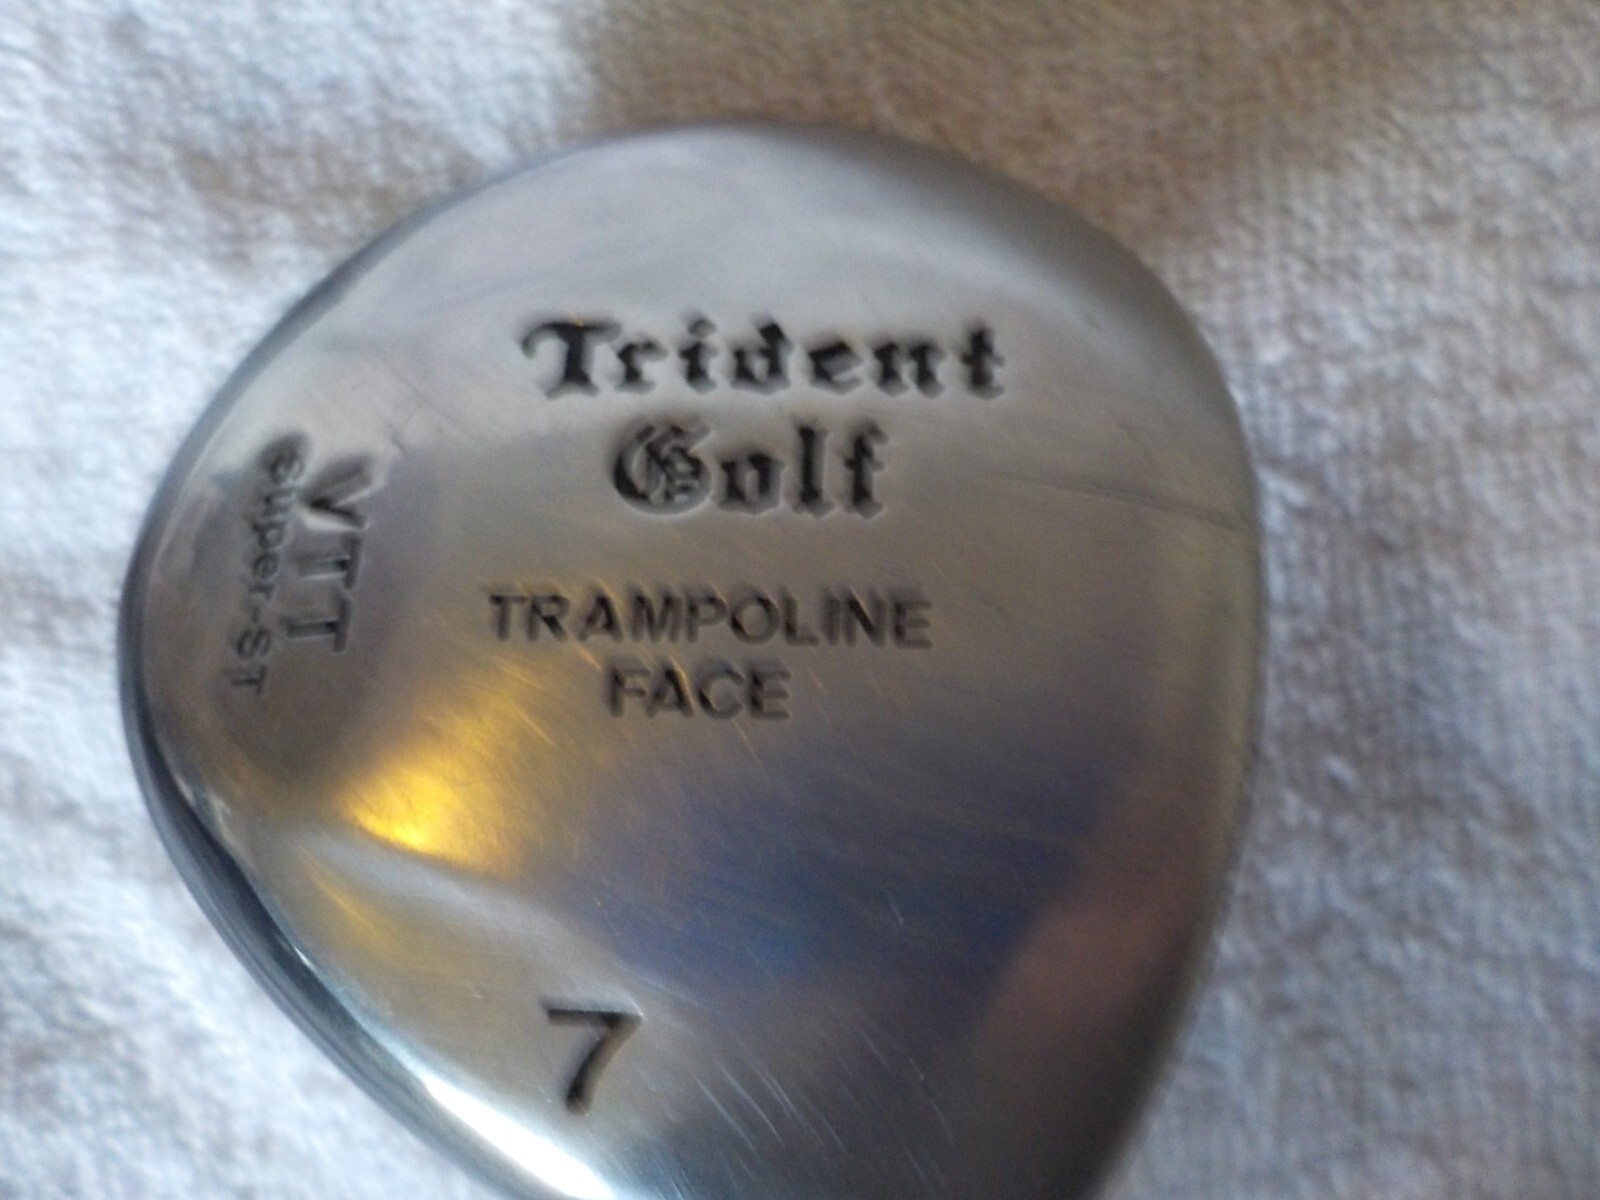 Trident
Golf
TRAMPOLINE
FACE
VTT
Super-ST
7